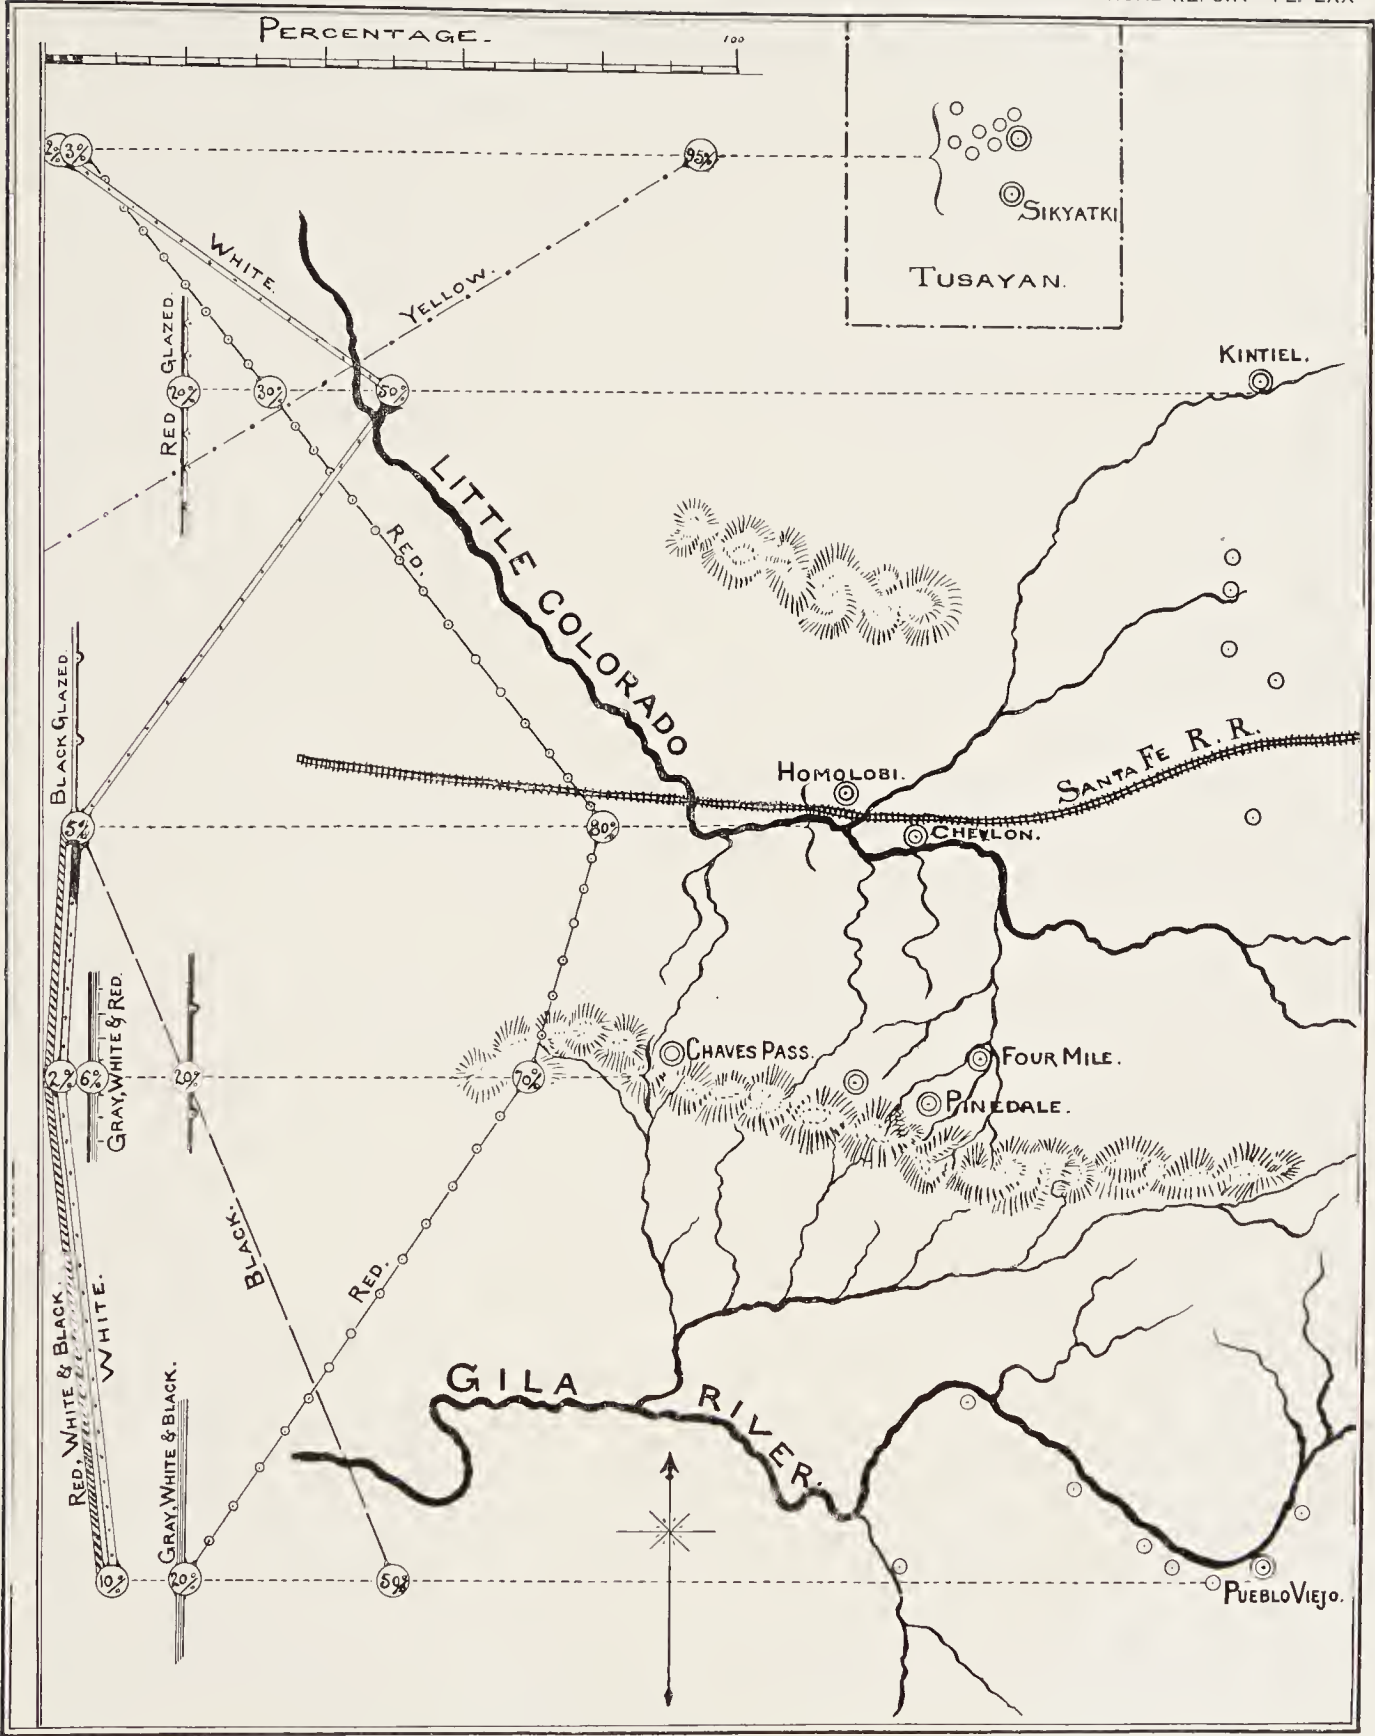 PERCENTAGE.
100
2%
3%
95%
SIKYATKI
TUSAYAN.
WHITE.
YELLOW.
RED GLAZED.
KINTIEL.
20%
30%
50%
LITTLE COLORADO
RED.
BLACK GLAZED.
SANTA FE R.R.
HOMOLOBI.
5%
80%
CHEVLON.
GRAY, WHITE & RED.
CHAVES PASS.
FOUR MILE.
2%
6%
20%
70%
PINEDALE.
BLACK.
RED.
RED, WHITE & BLACK.
WHITE.
GILA RIVER.
GRAY, WHITE & BLACK.
10%
20%
50%
PUEBLO VIEJO.